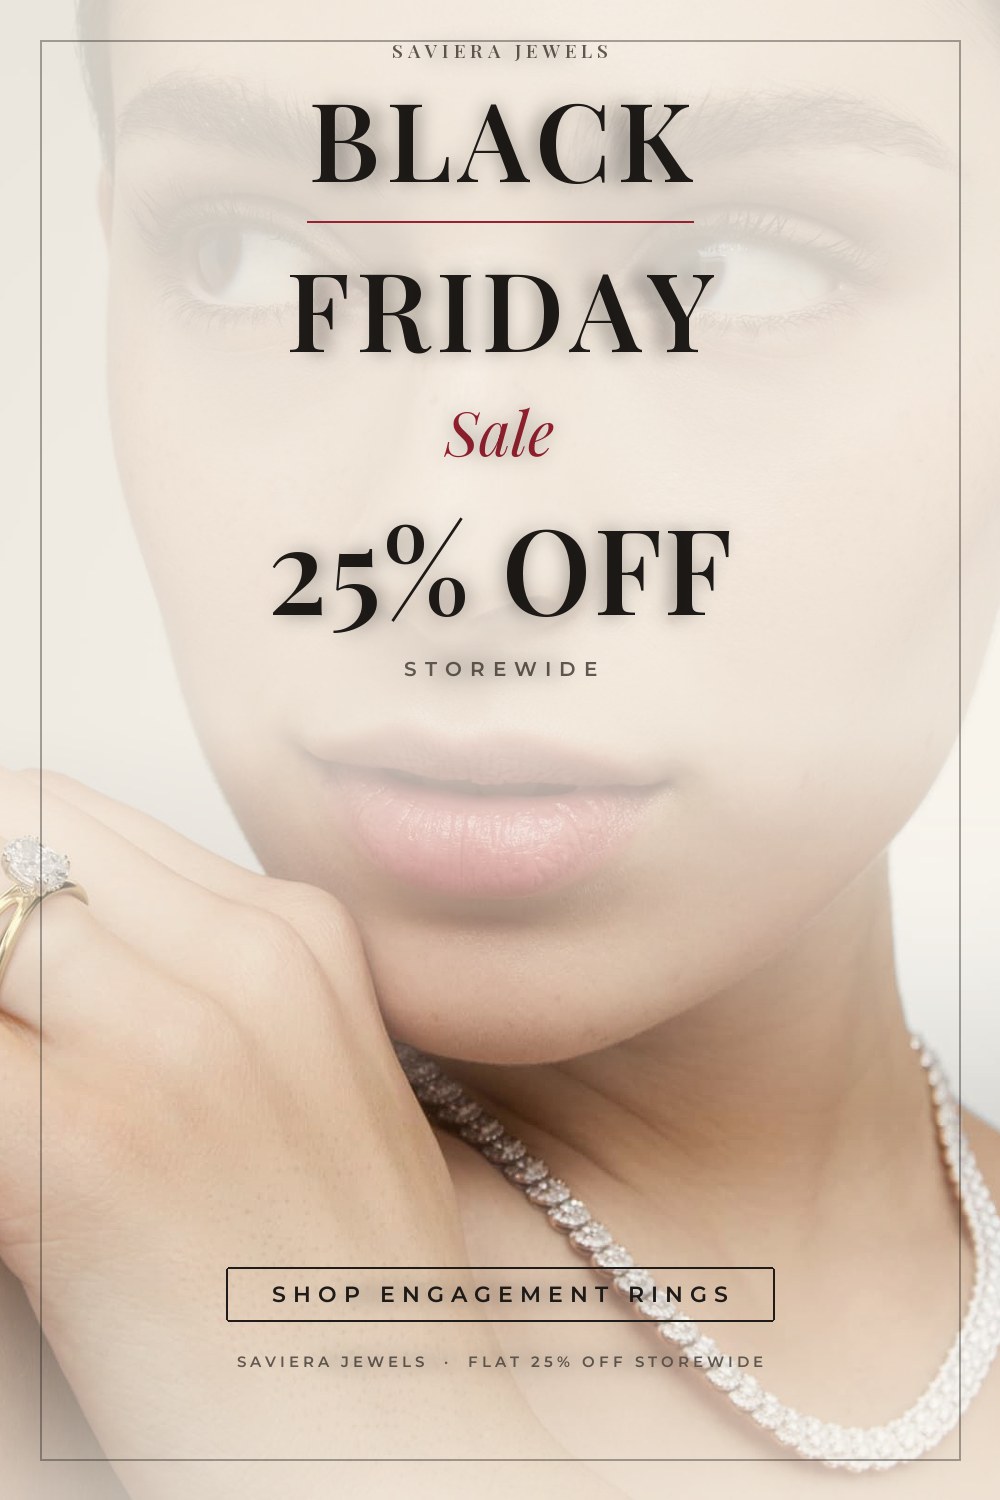 SAVIERA JEWELS
BLACK
FRIDAY
Sale
25% OFF
STOREWIDE
SHOP ENGAGEMENT RINGS
SAVIERA JEWELS · FLAT 25% OFF STOREWIDE